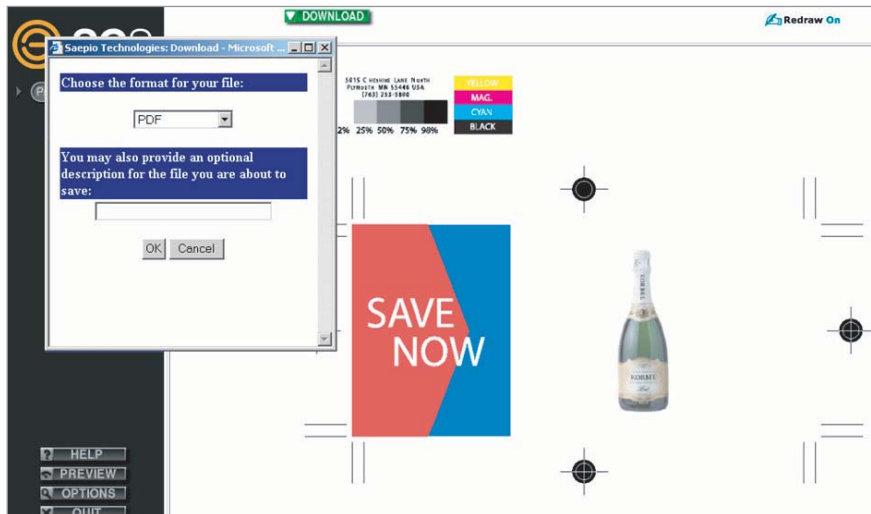 DOWNLOAD
Redraw On
Saepio Technologies: Download - Microsoft ...
Choose the format for your file:
PDF
You may also provide an optional
description for the file you are about to
save:
OK Cancel
5015 Cheshire Lane North
Plymouth MN 55446 USA
(763) 253-5800
2% 25% 50% 75% 98%
YELLOW
MAG.
CYAN
BLACK
SAVE
NOW
KORBEL
Brut
HELP
PREVIEW
OPTIONS
QUIT